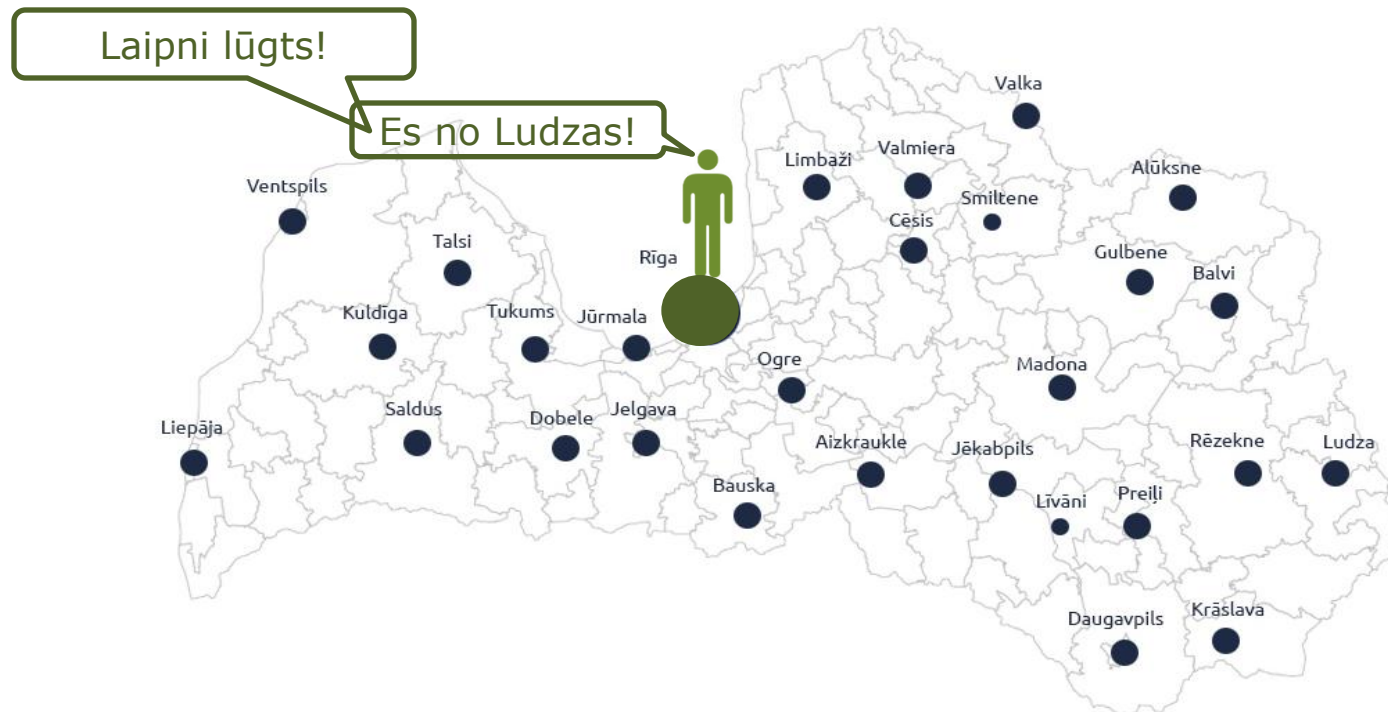 Laipni lūgts!
Es no Ludzas!
Valka
Limbaži
Valmiera
Alūksne
Ventspils
Smiltene
Cēsis
Talsi
Rīga
Gulbene
Balvi
Kuldīga
Tukums
Jūrmala
Ogre
Madona
Saldus
Dobele
Jelgava
Liepāja
Aizkraukle
Jēkabpils
Rēzekne
Ludza
Bauska
Līvāni
Preiļi
Daugavpils
Krāslava